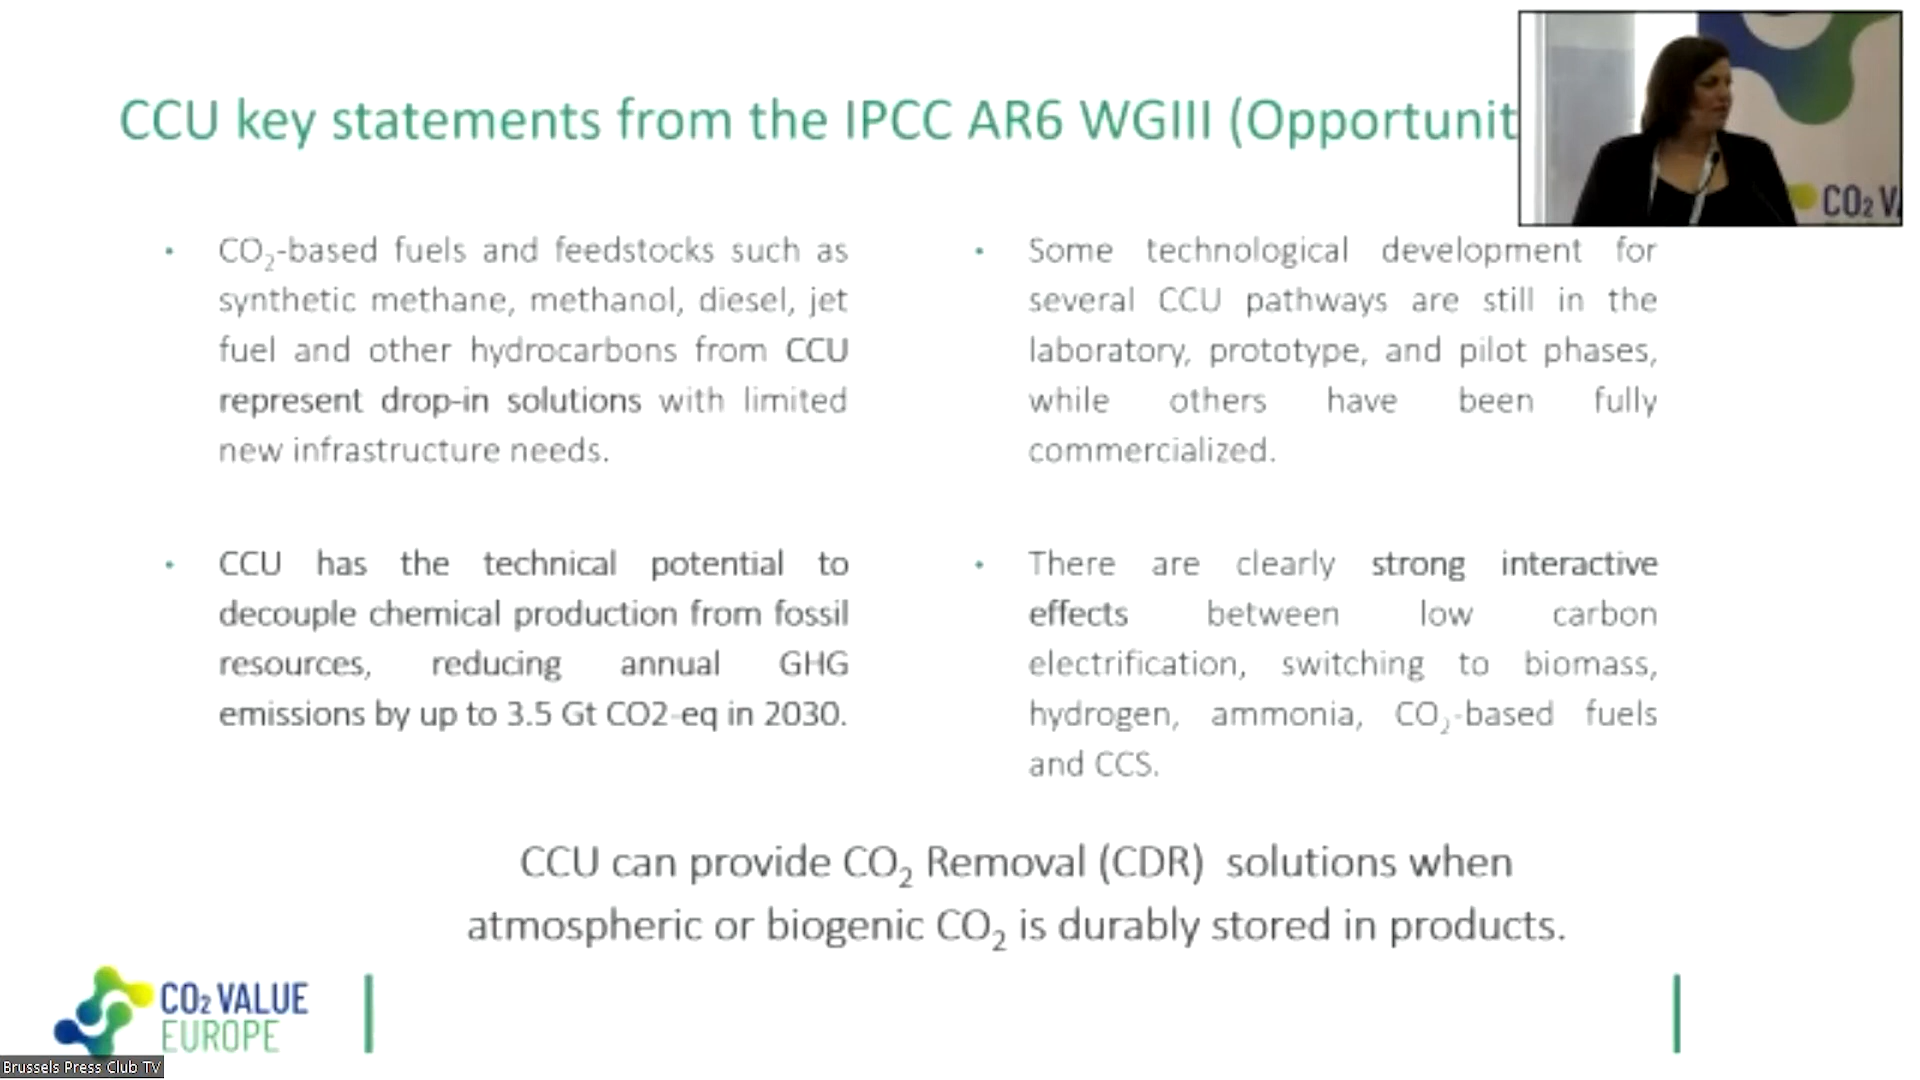 CCU key statements from the IPCC AR6 WGIII (Opportunit
CO₂ VA
• CO₂-based fuels and feedstocks such as
synthetic methane, methanol, diesel, jet
fuel and other hydrocarbons from CCU
represent drop-in solutions with limited
new infrastructure needs.
• CCU has the technical potential to
decouple chemical production from fossil
resources, reducing annual GHG
emissions by up to 3.5 Gt CO2-eq in 2030.
• Some technological development for
several CCU pathways are still in the
laboratory, prototype, and pilot phases,
while others have been fully
commercialized.
• There are clearly strong interactive
effects between low carbon
electrification, switching to biomass,
hydrogen, ammonia, CO₂-based fuels
and CCS.
CCU can provide CO₂ Removal (CDR) solutions when
atmospheric or biogenic CO₂ is durably stored in products.
CO₂ VALUE
EUROPE
Brussels Press Club TV